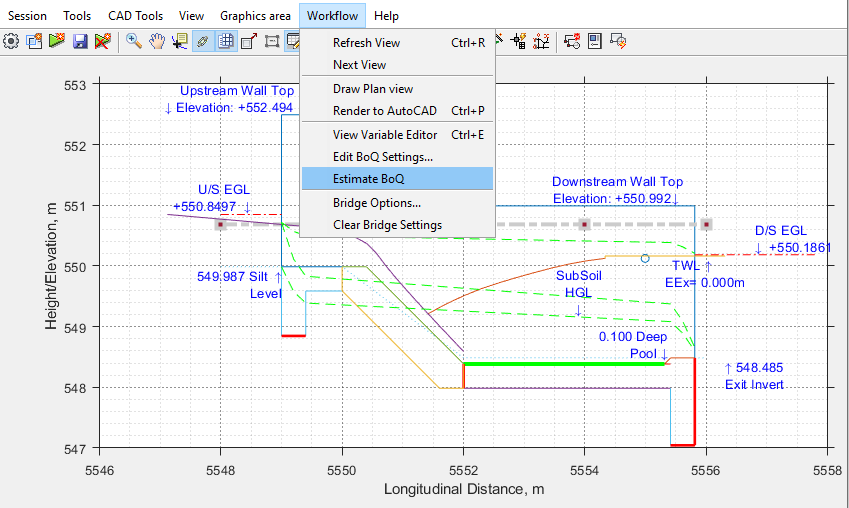 Session Tools CAD Tools View Graphics area Workflow Help
Refresh View Ctrl+R
Next View
Draw Plan view
Render to AutoCAD Ctrl+P
View Variable Editor Ctrl+E
Edit BoQ Settings...
Estimate BoQ
Bridge Options...
Clear Bridge Settings
Upstream Wall Top
↓ Elevation: +552.494
U/S EGL
+550.8497 ↓
Downstream Wall Top
Elevation: +550.992↓
D/S EGL
↓ +550.1861
549.987 Silt ↑
Level
SubSoil
HGL
↓
TWL ↑
EEx= 0.000m
0.100 Deep
Pool ↓
↑ 548.485
Exit Invert
Height/Elevation, m
553
552
551
550
549
548
547
5546 5548 5550 5552 5554 5556 5558
Longitudinal Distance, m